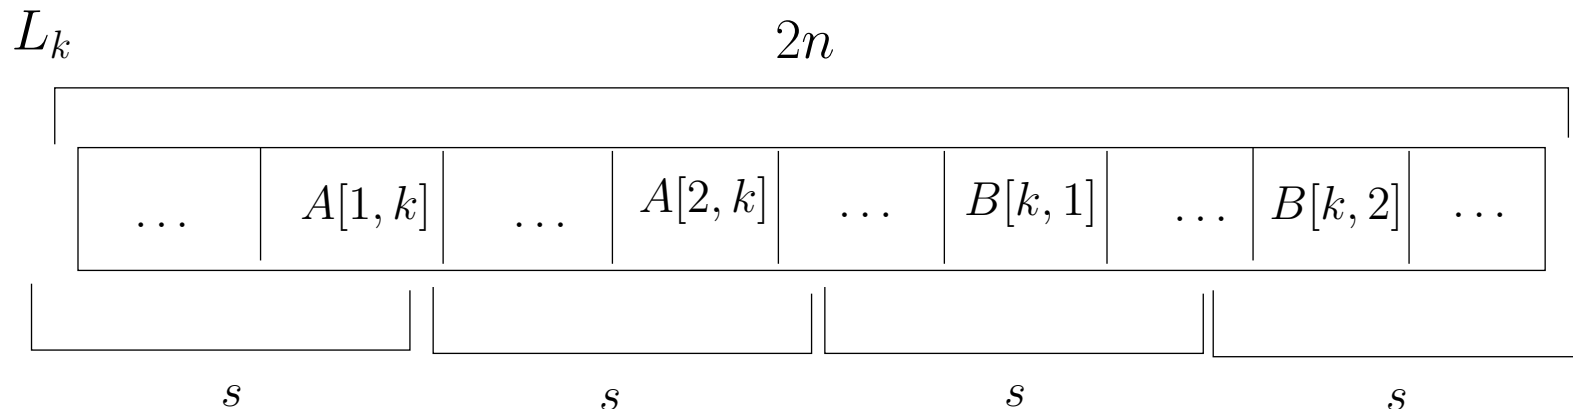 L_k 2n
... A[1, k] ... A[2, k] ... B[k, 1] ... B[k, 2] ...
s s s s